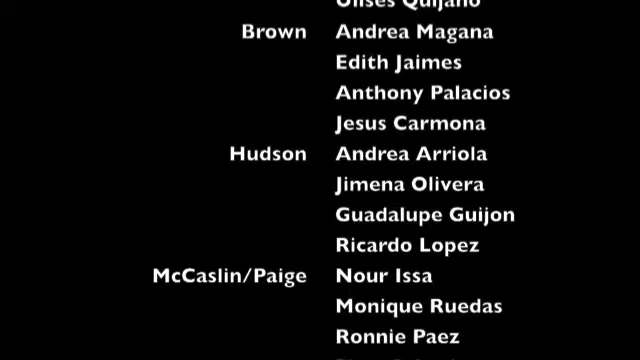 Ulises Quijano
Brown Andrea Magana
Edith Jaimes
Anthony Palacios
Jesus Carmona
Hudson Andrea Arriola
Jimena Olivera
Guadalupe Guijon
Ricardo Lopez
McCaslin/Paige Nour Issa
Monique Ruedas
Ronnie Paez